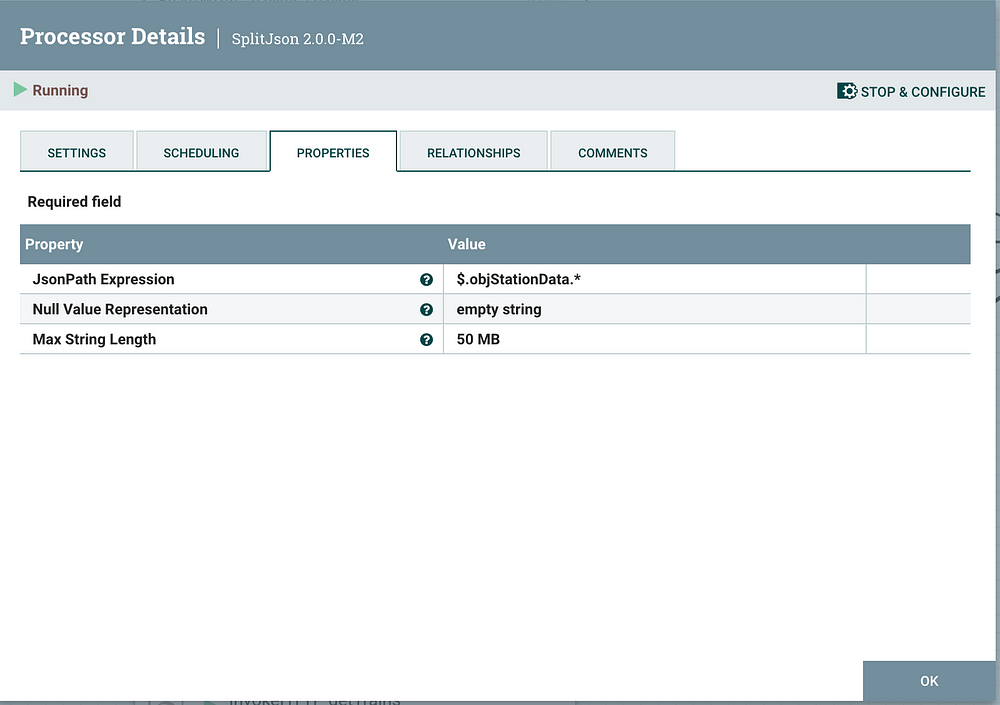 Processor Details | SplitJson 2.0.0-M2
Running
STOP & CONFIGURE
SETTINGS
SCHEDULING
PROPERTIES
RELATIONSHIPS
COMMENTS
Required field
Property Value
JsonPath Expression ? $.objStationData.*
Null Value Representation ? empty string
Max String Length ? 50 MB
OK